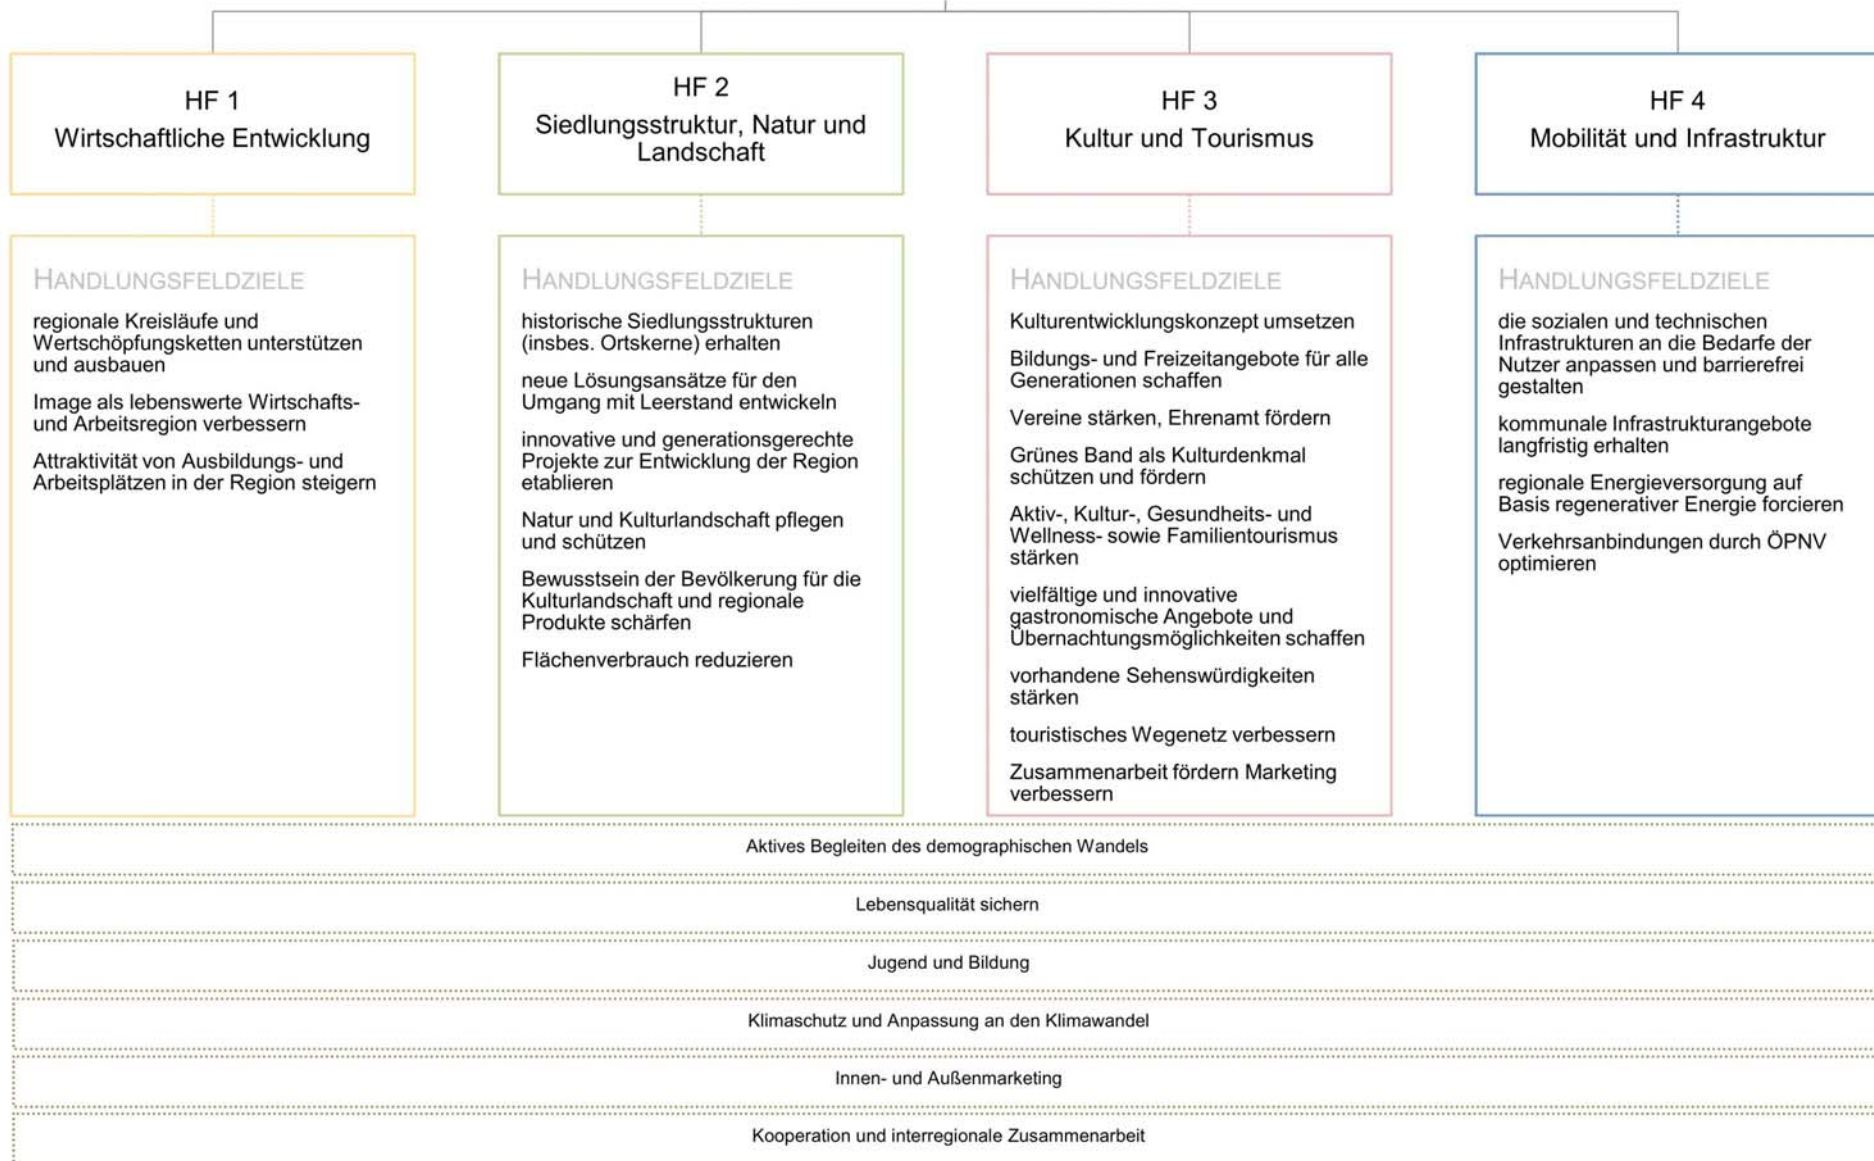 HF 1
Wirtschaftliche Entwicklung
HANDLUNGSFELDZIELE
regionale Kreisläufe und
Wertschöpfungsketten unterstützen
und ausbauen
Image als lebenswerte Wirtschafts-
und Arbeitsregion verbessern
Attraktivität von Ausbildungs- und
Arbeitsplätzen in der Region steigern
HF 2
Siedlungsstruktur, Natur und
Landschaft
HANDLUNGSFELDZIELE
historische Siedlungsstrukturen
(insbes. Ortskerne) erhalten
neue Lösungsansätze für den
Umgang mit Leerstand entwickeln
innovative und generationsgerechte
Projekte zur Entwicklung der Region
etablieren
Natur und Kulturlandschaft pflegen
und schützen
Bewusstsein der Bevölkerung für die
Kulturlandschaft und regionale
Produkte schärfen
Flächenverbrauch reduzieren
HF 3
Kultur und Tourismus
HANDLUNGSFELDZIELE
Kulturentwicklungskonzept umsetzen
Bildungs- und Freizeitangebote für alle
Generationen schaffen
Vereine stärken, Ehrenamt fördern
Grünes Band als Kulturdenkmal
schützen und fördern
Aktiv-, Kultur-, Gesundheits- und
Wellness- sowie Familientourismus
stärken
vielfältige und innovative
gastronomische Angebote und
Übernachtungsmöglichkeiten schaffen
vorhandene Sehenswürdigkeiten
stärken
touristisches Wegenetz verbessern
Zusammenarbeit fördern Marketing
verbessern
HF 4
Mobilität und Infrastruktur
HANDLUNGSFELDZIELE
die sozialen und technischen
Infrastrukturen an die Bedarfe der
Nutzer anpassen und barrierefrei
gestalten
kommunale Infrastrukturangebote
langfristig erhalten
regionale Energieversorgung auf
Basis regenerativer Energie forcieren
Verkehrsanbindungen durch ÖPNV
optimieren
Aktives Begleiten des demographischen Wandels
Lebensqualität sichern
Jugend und Bildung
Klimaschutz und Anpassung an den Klimawandel
Innen- und Außenmarketing
Kooperation und interregionale Zusammenarbeit